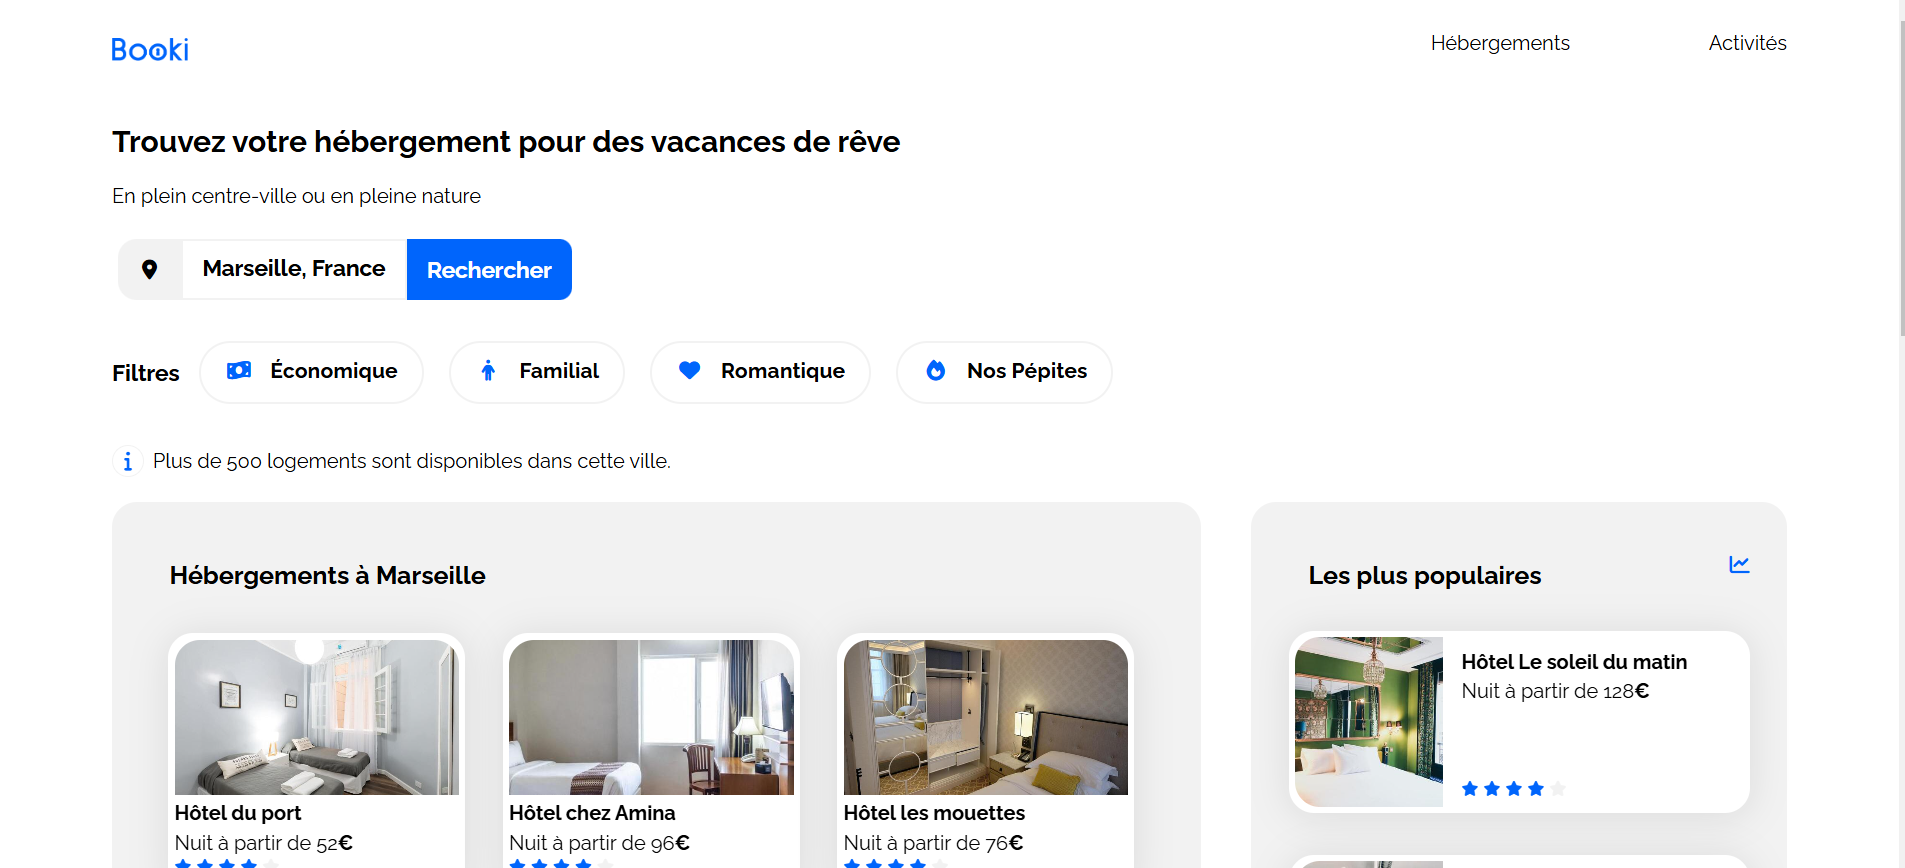 Booki
Hébergements
Activités
Trouvez votre hébergement pour des vacances de rêve
En plein centre-ville ou en pleine nature
Marseille, France
Rechercher
Filtres
Économique
Familial
Romantique
Nos Pépites
Plus de 500 logements sont disponibles dans cette ville.
Hébergements à Marseille
Hôtel du port
Nuit à partir de 52€
Hôtel chez Amina
Nuit à partir de 96€
Hôtel les mouettes
Nuit à partir de 76€
Les plus populaires
Hôtel Le soleil du matin
Nuit à partir de 128€